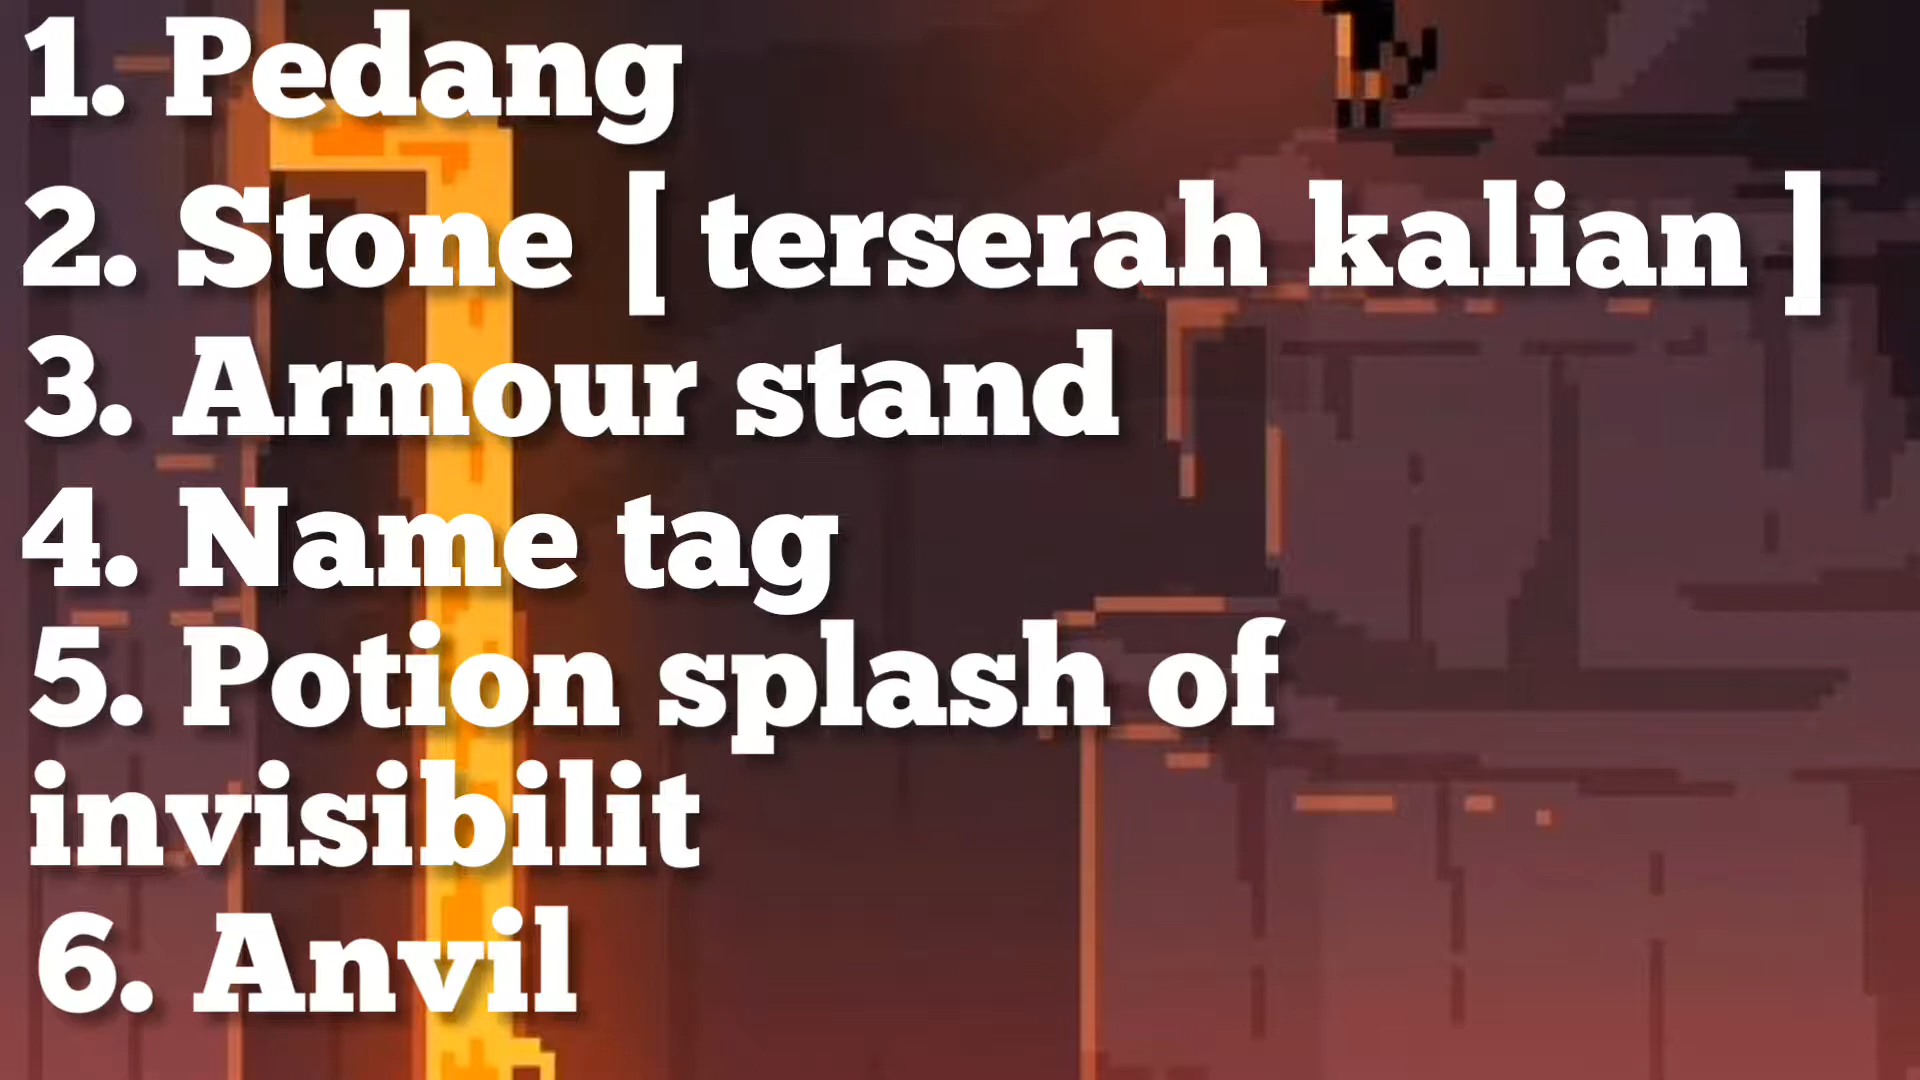 1. Pedang
2. Stone [ terserah kalian ]
3. Armour stand
4. Name tag
5. Potion splash of
invisibilit
6. Anvil